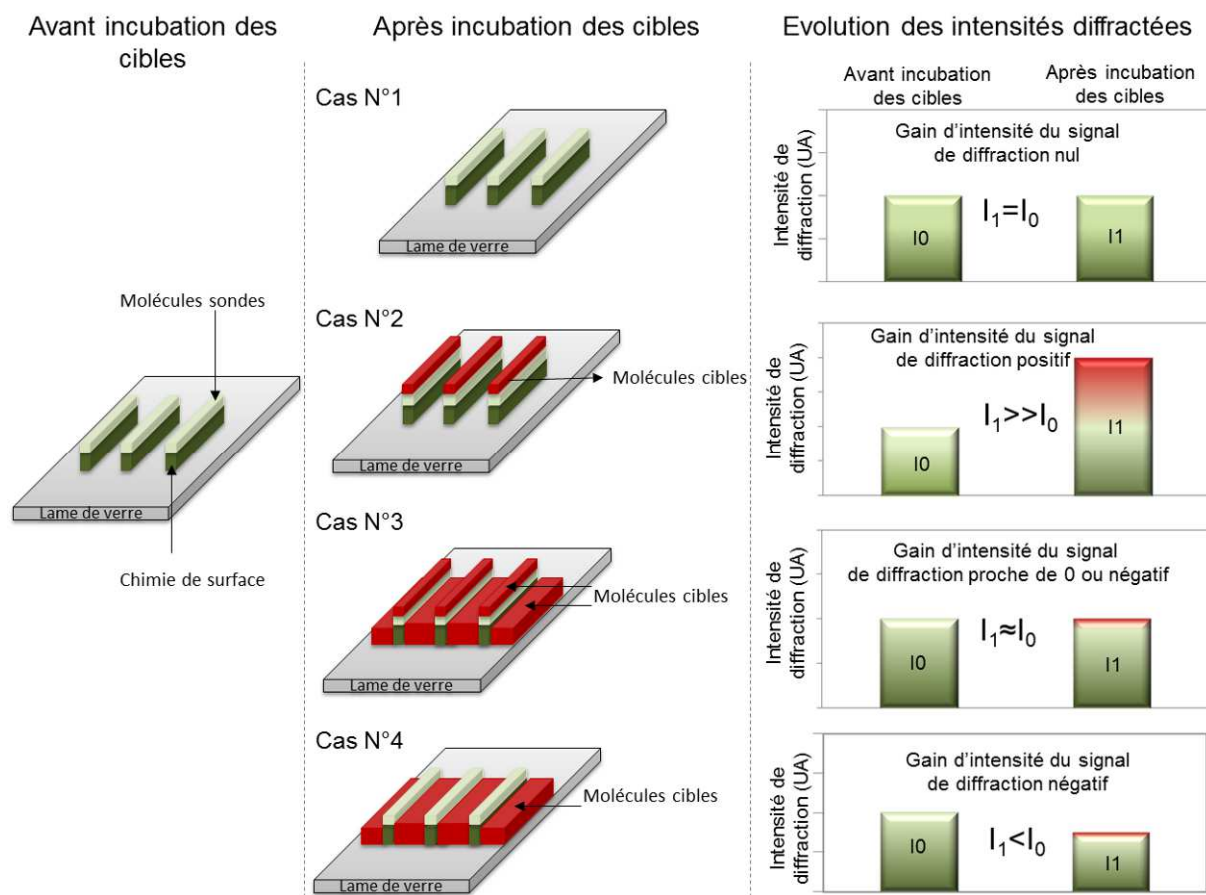 Avant incubation des
cibles
Après incubation des cibles
Evolution des intensités diffractées
Molécules sondes
Lame de verre
Chimie de surface
Cas N°1
Lame de verre
Avant incubation
des cibles
Après incubation
des cibles
Intensité de
diffraction (UA)
Gain d'intensité du signal
de diffraction nul
I0
I₁=I₀
I1
Cas N°2
Molécules cibles
Lame de verre
Intensité de
diffraction (UA)
Gain d'intensité du signal
de diffraction positif
I0
I₁>>I₀
I1
Cas N°3
Molécules cibles
Lame de verre
Intensité de
diffraction (UA)
Gain d'intensité du signal
de diffraction proche de 0 ou négatif
I0
I₁≈I₀
I1
Cas N°4
Molécules cibles
Lame de verre
Intensité de
diffraction (UA)
Gain d'intensité du signal
de diffraction négatif
I0
I₁<I₀
I1